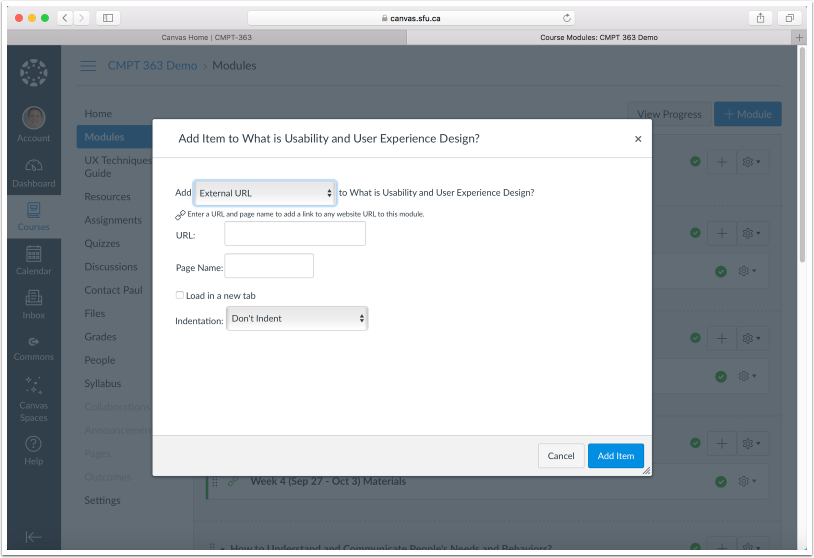 canvas.sfu.ca
Canvas Home | CMPT-363
Course Modules: CMPT 363 Demo
CMPT 363 Demo › Modules
Account
Dashboard
Courses
Calendar
Inbox
Commons
Canvas
Spaces
Help
Home
Modules
UX Techniques
Guide
Resources
Assignments
Quizzes
Discussions
Contact Paul
Files
Grades
People
Syllabus
Collaborations
Announcements
Pages
Outcomes
Settings
View Progress
+ Module
Add Item to What is Usability and User Experience Design?
×
Add External URL to What is Usability and User Experience Design?
Enter a URL and page name to add a link to any website URL to this module.
URL:
Page Name:
Load in a new tab
Indentation: Don't Indent
Cancel
Add Item
Week 4 (Sep 27 - Oct 3) Materials
How to Understand and Communicate People's Needs and Behaviors?